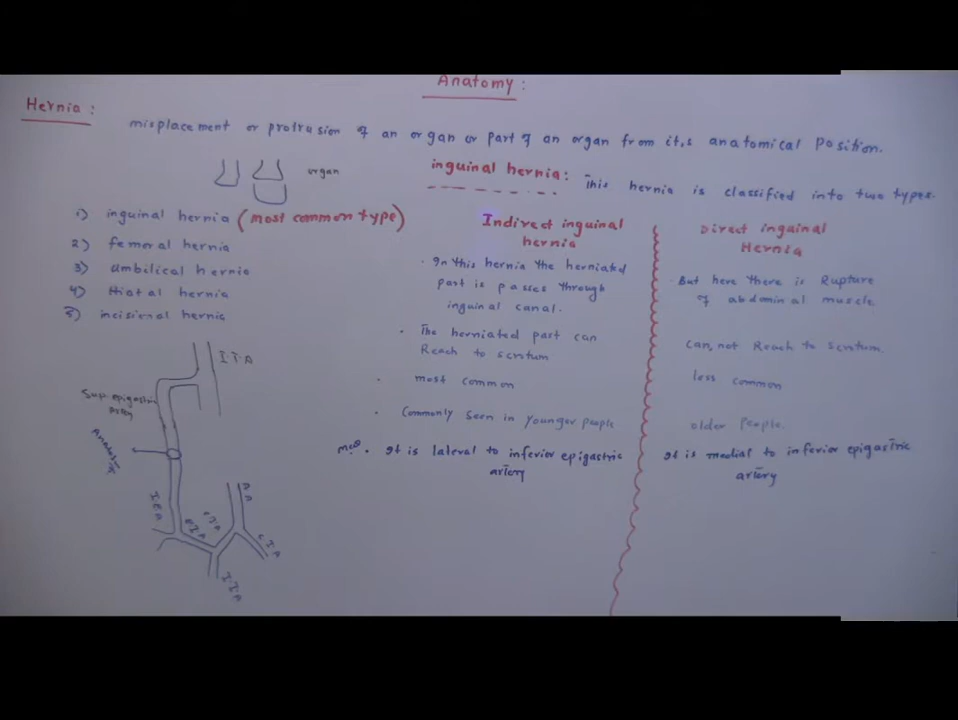 Anatomy :
Hernia :
misplacement or protrusion of an organ or part of an organ from it,s anatomical position.
organ
inguinal hernia : This hernia is classified into two types.
1) inguinal hernia (most common type)
2) femoral hernia
3) umbilical hernia
4) Hiatal hernia
5) incisional hernia
Indirect inguinal
hernia
. In this hernia the herniated
part is passes through
inguinal canal.
. The herniated part can
Reach to scrotum
. most common
. Commonly seen in younger people
. It is lateral to inferior epigastric
artery
Direct inguinal
Hernia
. But here there is Rupture
of abdominal muscle
can, not Reach to scrotum.
less common
older People.
It is medial to inferior epigastric
artery
I.T.A
Sup. epigastric
artery
I.E.A
E.I.A
A.A
C.I.A
I.I.A